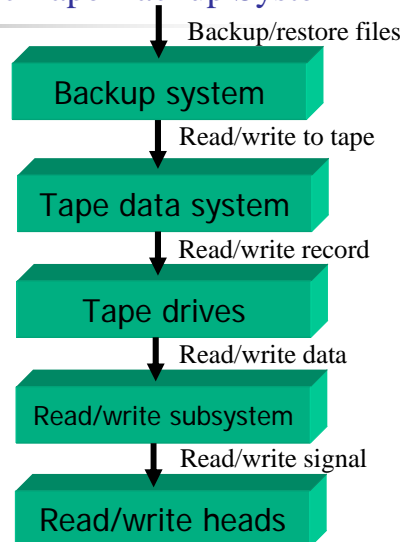 Backup/restore files
Backup system
Read/write to tape
Tape data system
Read/write record
Tape drives
Read/write data
Read/write subsystem
Read/write signal
Read/write heads